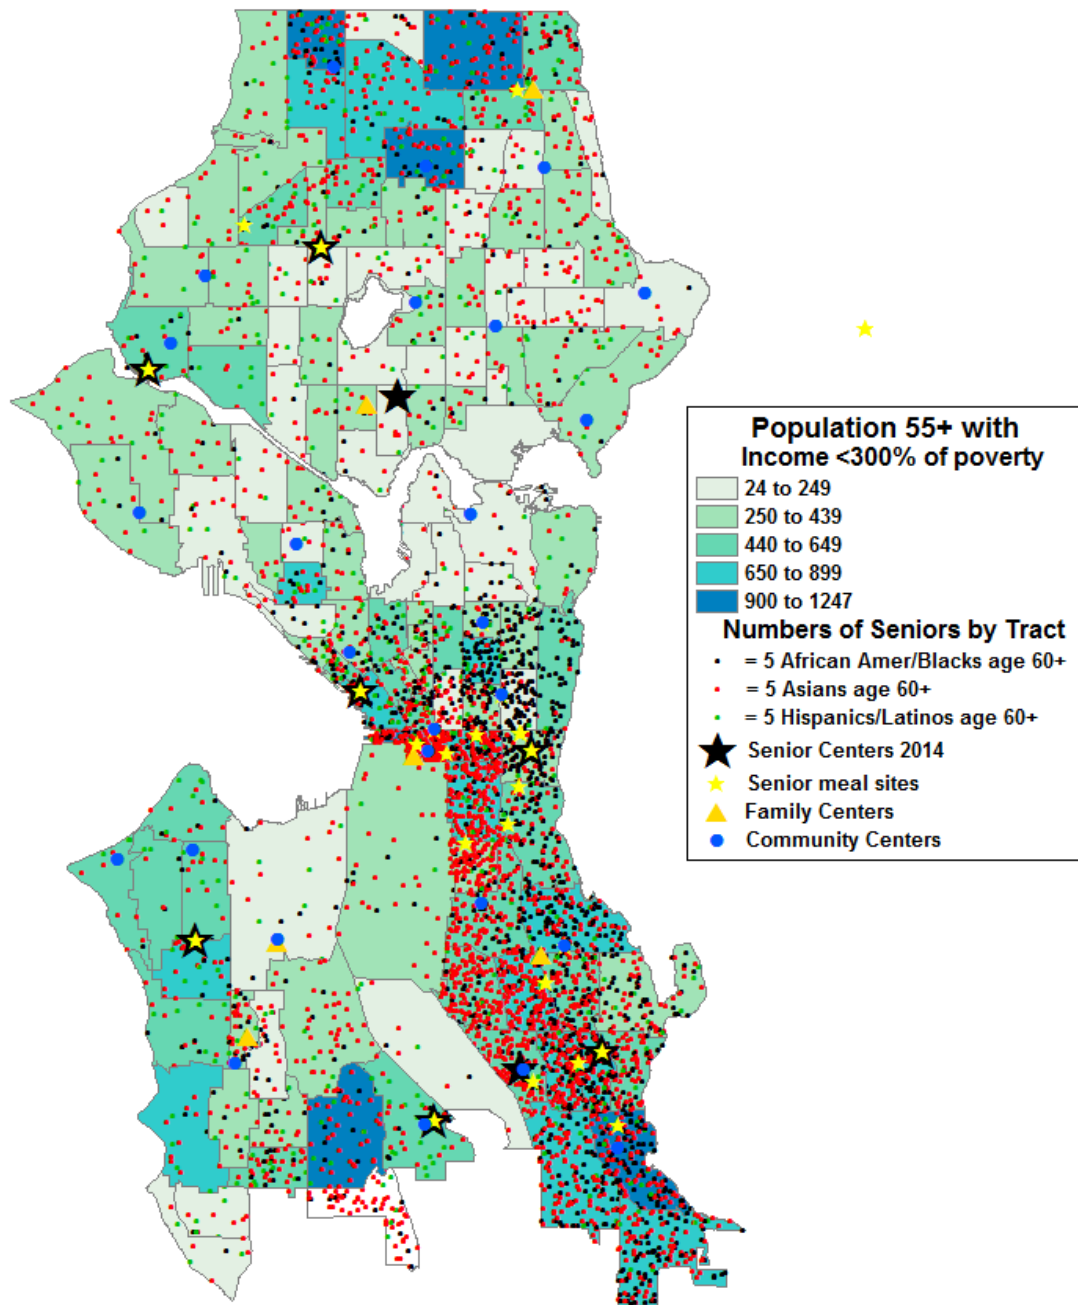 Population 55+ with
Income <300% of poverty
24 to 249
250 to 439
440 to 649
650 to 899
900 to 1247
Numbers of Seniors by Tract
= 5 African Amer/Blacks age 60+
= 5 Asians age 60+
= 5 Hispanics/Latinos age 60+
Senior Centers 2014
Senior meal sites
Family Centers
Community Centers